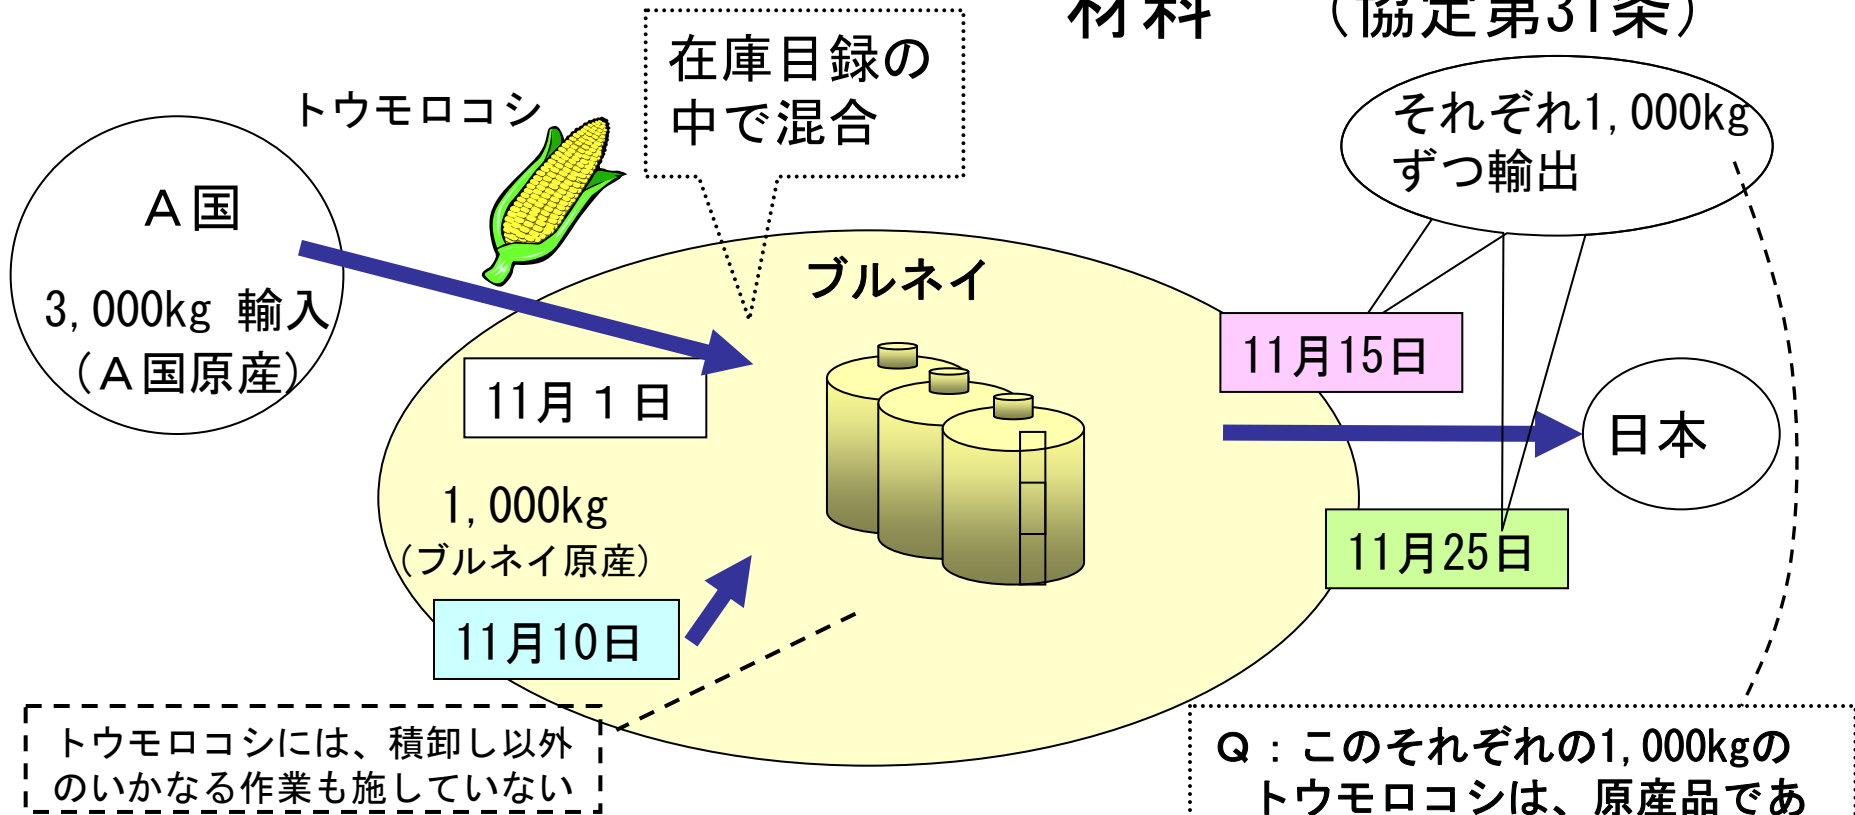 材料　（協定第31条）
在庫目録の
中で混合
トウモロコシ
それぞれ1,000kg
ずつ輸出
Ａ国
3,000kg 輸入
（Ａ国原産）
ブルネイ
11月１日
11月15日
日本
1,000kg
（ブルネイ原産）
11月25日
11月10日
トウモロコシには、積卸し以外
のいかなる作業も施していない
Ｑ：このそれぞれの1,000kgの
トウモロコシは、原産品であ